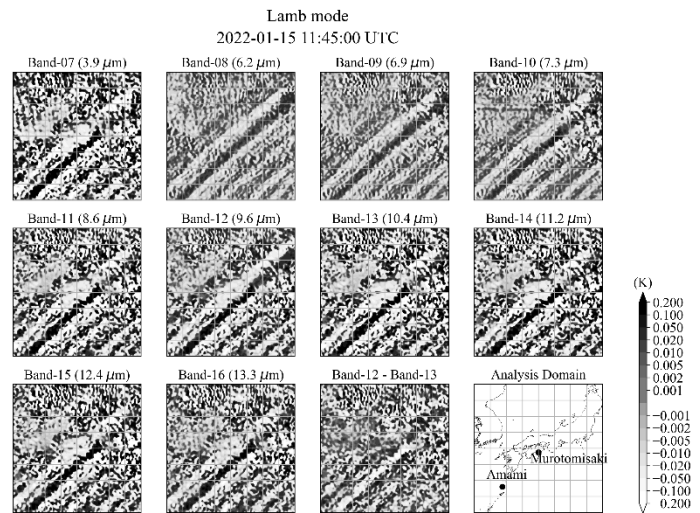 Lamb mode
2022-01-15 11:45:00 UTC
Band-07 (3.9 μm)
Band-08 (6.2 μm)
Band-09 (6.9 μm)
Band-10 (7.3 μm)
Band-11 (8.6 μm)
Band-12 (9.6 μm)
Band-13 (10.4 μm)
Band-14 (11.2 μm)
Band-15 (12.4 μm)
Band-16 (13.3 μm)
Band-12 - Band-13
Analysis Domain
Murotomisaki
Amami
(K)
0.200
0.100
0.050
0.020
0.010
0.005
0.002
0.001
−0.001
−0.002
−0.005
−0.010
−0.020
−0.050
−0.100
0.200